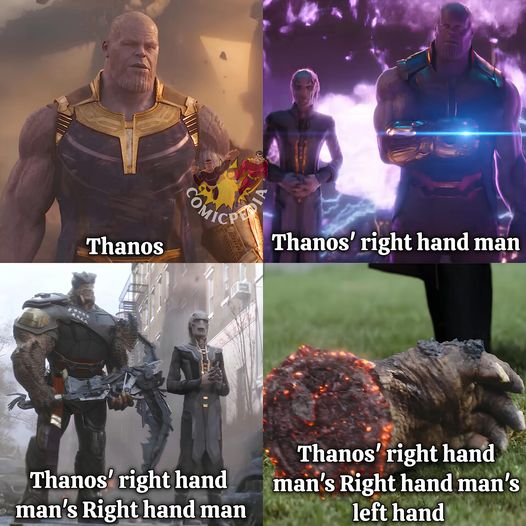 Thanos
COMICPEDIA
Thanos' right hand man
Thanos' right hand
man's Right hand man
Thanos' right hand
man's Right hand man's
left hand